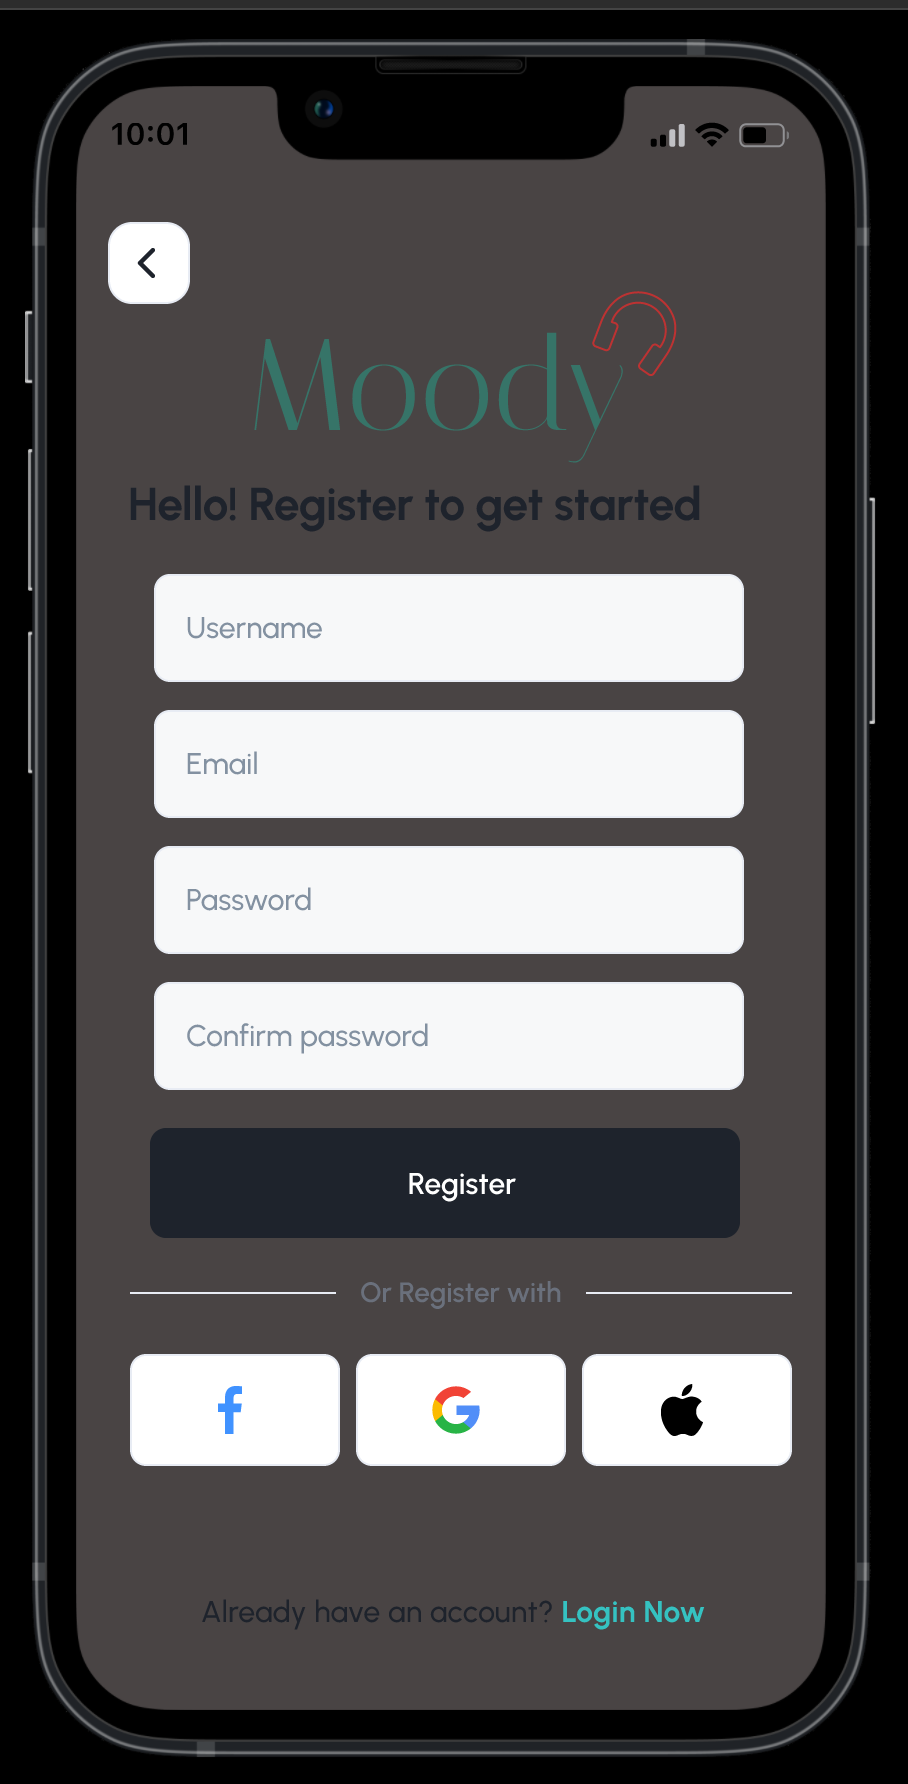 10:01
Moody
Hello! Register to get started
Username
Email
Password
Confirm password
Register
Or Register with
Already have an account? Login Now